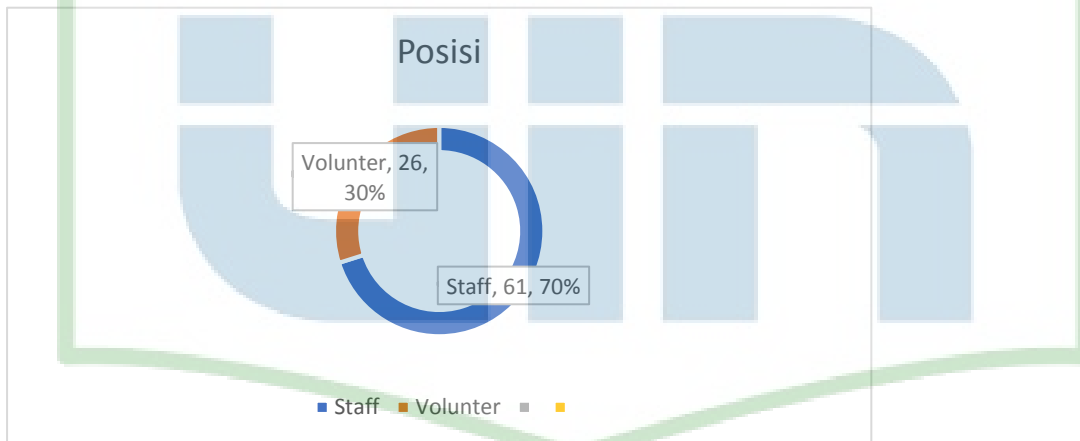 Posisi
Volunter, 26,
30%
Staff, 61, 70%
Staff Volunter